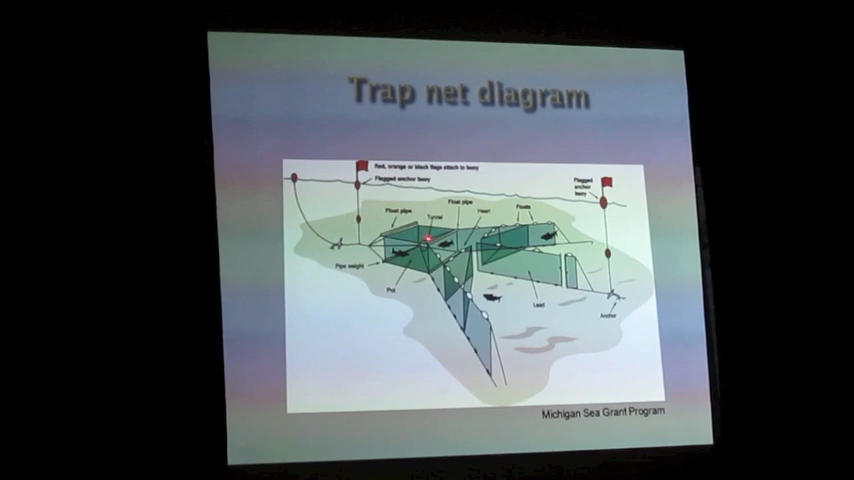 Trap net diagram
Red, orange or black flags attach to buoy
Flagged anchor buoy
Flagged
anchor
buoy
Float pipe
Float pipe
Tunnel
Heart
Floats
Pipe weight
Pot
Lead
Anchor
Michigan Sea Grant Program